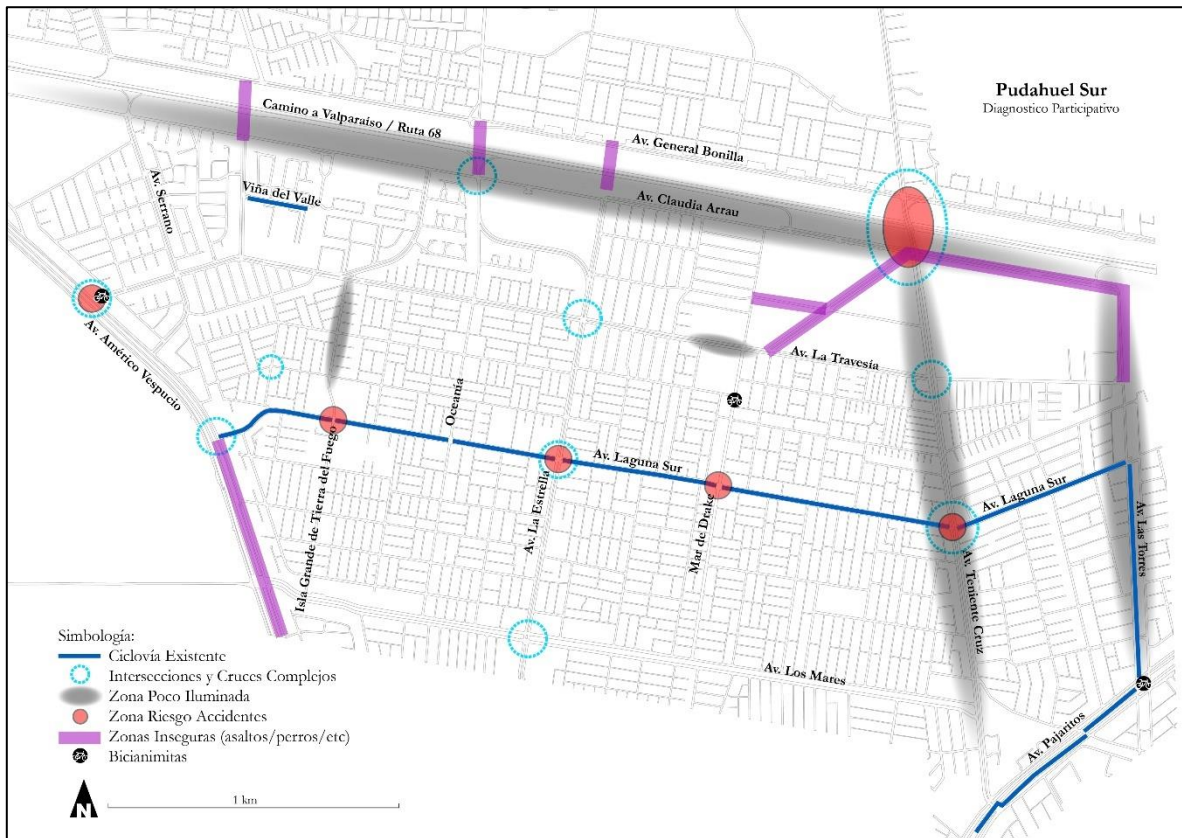 Pudahuel Sur
Diagnostico Participativo
Camino a Valparaíso / Ruta 68
Av. General Bonilla
Av. Claudia Arrau
Av. Serrano
Viña del Valle
Av. Américo Vespucio
Av. La Travesía
Oceanía
Isla Grande de Tierra del Fuego
Av. La Estrella
Av. Laguna Sur
Mar de Drake
Av. Laguna Sur
Av. Las Torres
Av. Teniente Cruz
Av. Los Mares
Av. Pajaritos
Simbología:
Ciclovía Existente
Intersecciones y Cruces Complejos
Zona Poco Iluminada
Zona Riesgo Accidentes
Zonas Inseguras (asaltos/perros/etc)
Bicianimitas
N
1 km